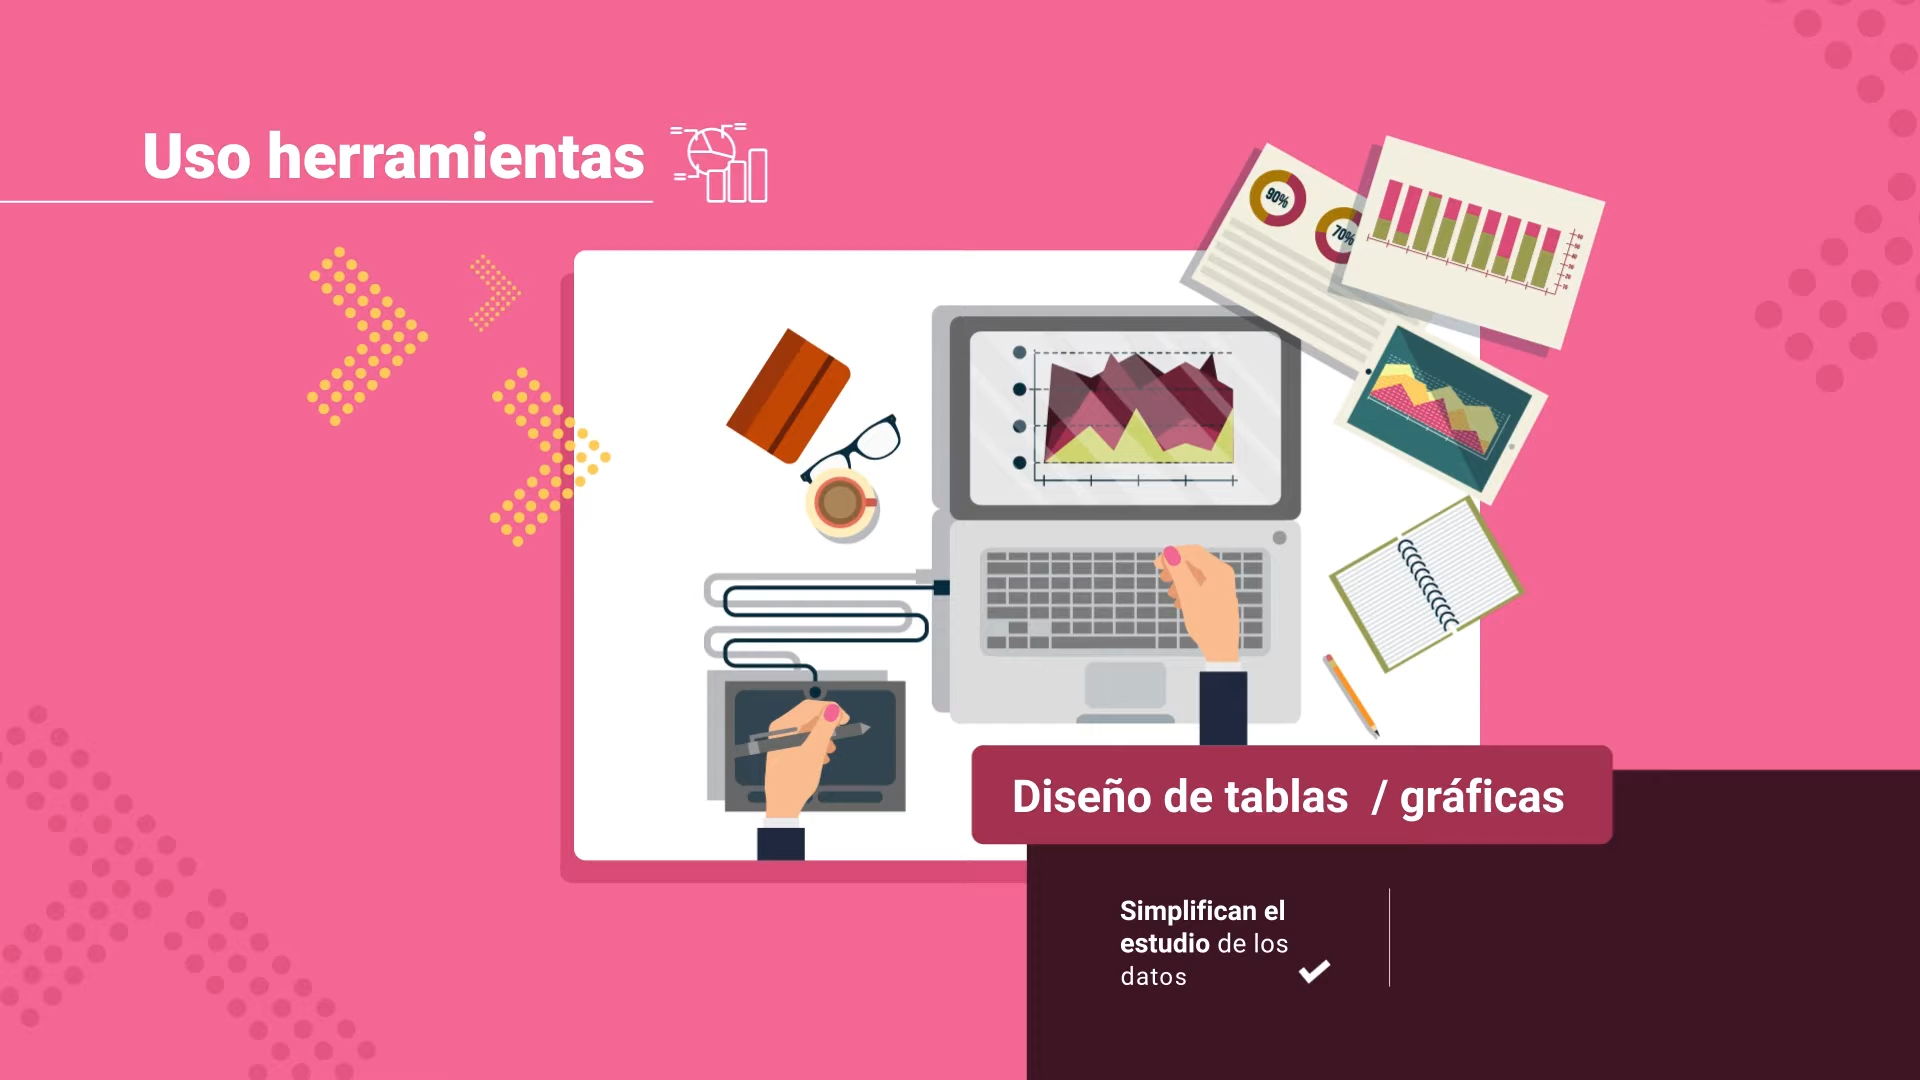 Uso herramientas
90%
70%
Diseño de tablas / gráficas
Simplifican el
estudio de los
datos